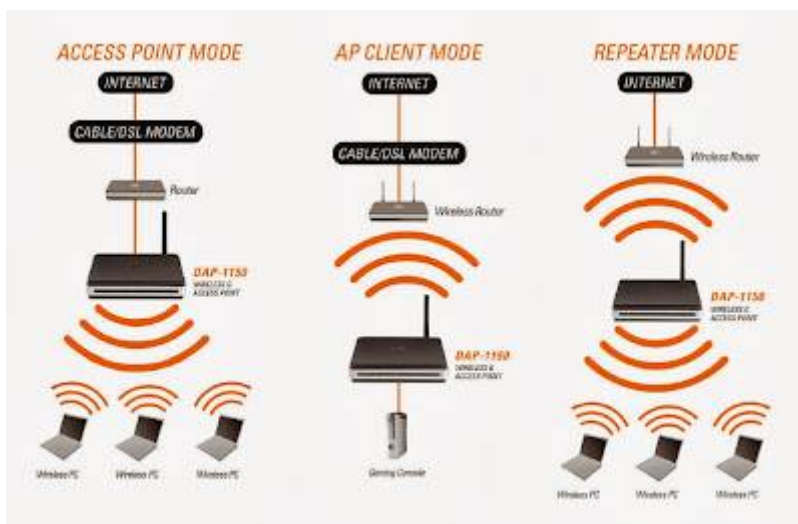 ACCESS POINT MODE
INTERNET
CABLE/DSL MODEM
Router
DAP-1150
WIRELESS G
ACCESS POINT
Wireless PC
Wireless PC
Wireless PC
AP CLIENT MODE
INTERNET
CABLE/DSL MODEM
Wireless Router
DAP-1150
WIRELESS G
ACCESS POINT
Gaming Console
REPEATER MODE
INTERNET
Wireless Router
DAP-1150
WIRELESS G
ACCESS POINT
Wireless PC
Wireless PC
Wireless PC